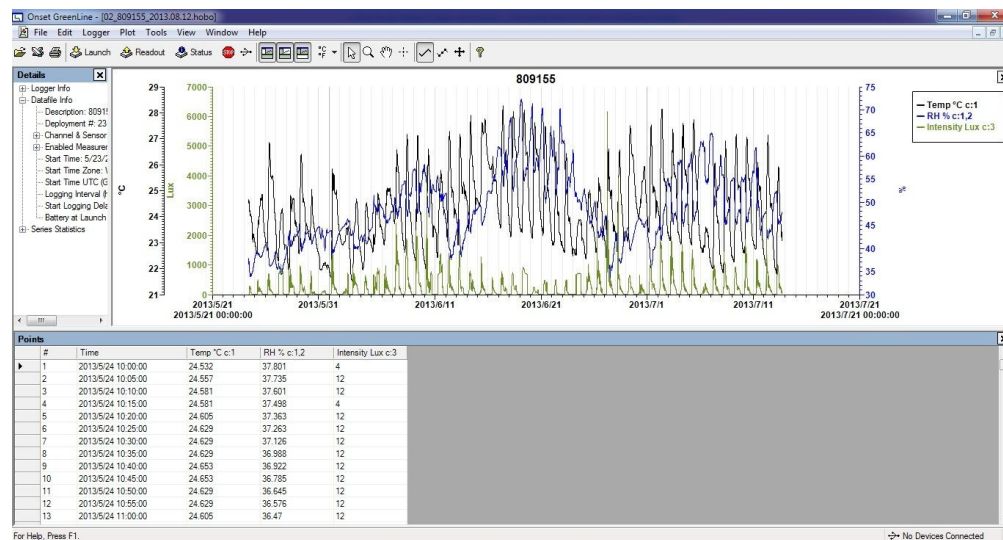 Onset GreenLine - [02_809155_2013.08.12.hobo]
File Edit Logger Plot Tools View Window Help
Launch Readout Status STOP °C °F
Details
Logger Info
Datafile Info
Description: 8091
Deployment #: 23
Channel & Sensor
Enabled Measurer
Start Time: 5/23/2
Start Time Zone:
Start Time UTC (G
Logging Interval (
Start Logging Dela
Battery at Launch
Series Statistics
809155
29 28 27 26 25 24 23 22 21
°C
7000 6000 5000 4000 3000 2000 1000 0
Lux
75 70 65 60 55 50 45 40 35 30
%
Temp °C c:1
RH % c:1,2
Intensity Lux c:3
2013/5/21 2013/5/31 2013/6/11 2013/6/21 2013/7/1 2013/7/11 2013/7/21
2013/5/21 00:00:00 2013/7/21 00:00:00
Points
# Time Temp °C c:1 RH % c:1,2 Intensity Lux c:3
1 2013/5/24 10:00:00 24.532 37.801 4
2 2013/5/24 10:05:00 24.557 37.735 12
3 2013/5/24 10:10:00 24.581 37.601 12
4 2013/5/24 10:15:00 24.581 37.498 4
5 2013/5/24 10:20:00 24.605 37.363 12
6 2013/5/24 10:25:00 24.629 37.263 12
7 2013/5/24 10:30:00 24.629 37.126 12
8 2013/5/24 10:35:00 24.629 36.988 12
9 2013/5/24 10:40:00 24.653 36.922 12
10 2013/5/24 10:45:00 24.653 36.785 12
11 2013/5/24 10:50:00 24.629 36.645 12
12 2013/5/24 10:55:00 24.629 36.576 12
13 2013/5/24 11:00:00 24.605 36.47 12
For Help, Press F1. No Devices Connected